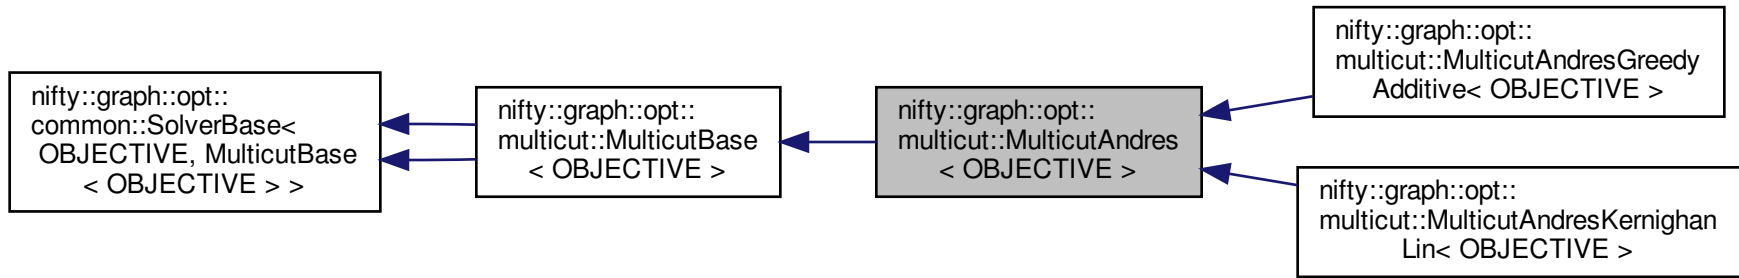 nifty::graph::opt::
common::SolverBase<
OBJECTIVE, MulticutBase
< OBJECTIVE > >
nifty::graph::opt::
multicut::MulticutBase
< OBJECTIVE >
nifty::graph::opt::
multicut::MulticutAndres
< OBJECTIVE >
nifty::graph::opt::
multicut::MulticutAndresGreedy
Additive< OBJECTIVE >
nifty::graph::opt::
multicut::MulticutAndresKernighan
Lin< OBJECTIVE >